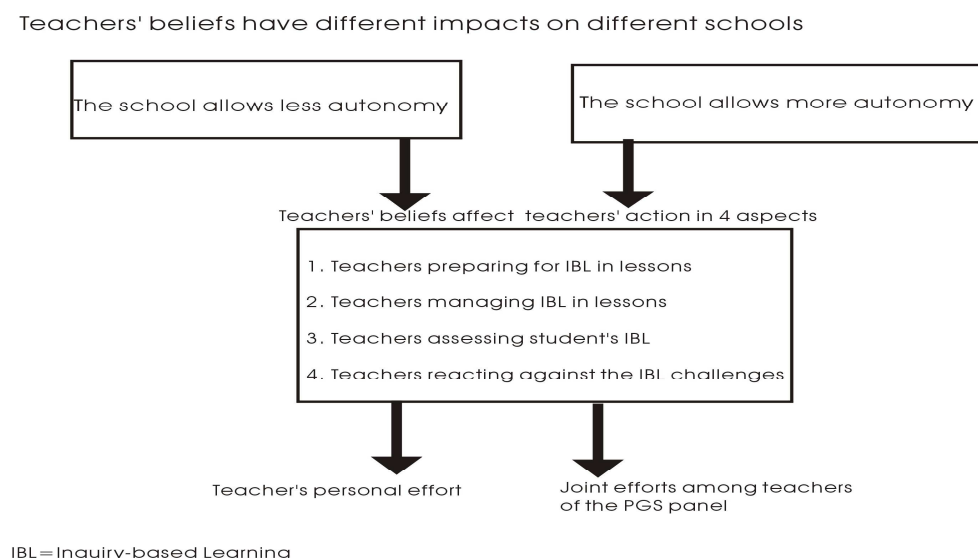 Teachers' beliefs have different impacts on different schools
The school allows less autonomy
The school allows more autonomy
Teachers' beliefs affect teachers' action in 4 aspects
1. Teachers preparing for IBL in lessons
2. Teachers managing IBL in lessons
3. Teachers assessing student's IBL
4. Teachers reacting against the IBL challenges
Teacher's personal effort
Joint efforts among teachers
of the PGS panel
IBL=Inquiry-based Learning